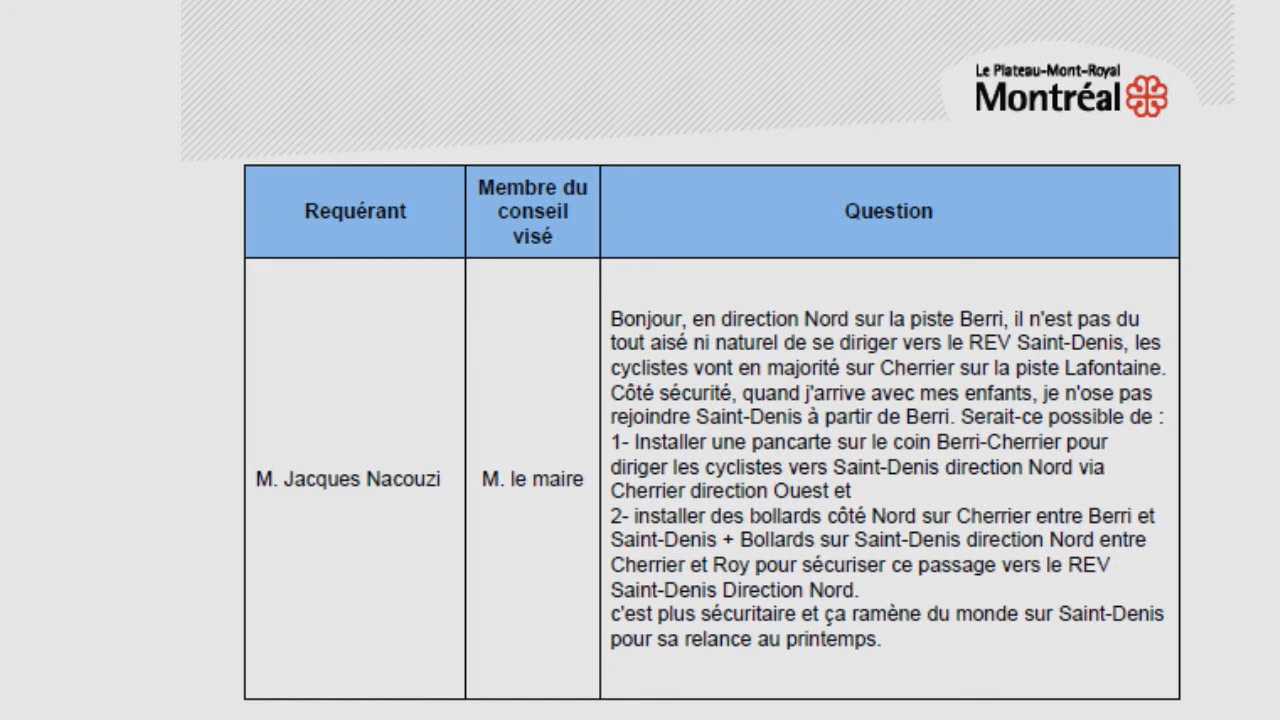 Le Plateau-Mont-Royal
Montréal
Requérant
Membre du
conseil
visé
Question
M. Jacques Nacouzi
M. le maire
Bonjour, en direction Nord sur la piste Berri, il n'est pas du
tout aisé ni naturel de se diriger vers le REV Saint-Denis, les
cyclistes vont en majorité sur Cherrier sur la piste Lafontaine.
Côté sécurité, quand j'arrive avec mes enfants, je n'ose pas
rejoindre Saint-Denis à partir de Berri. Serait-ce possible de :
1- Installer une pancarte sur le coin Berri-Cherrier pour
diriger les cyclistes vers Saint-Denis direction Nord via
Cherrier direction Ouest et
2- installer des bollards côté Nord sur Cherrier entre Berri et
Saint-Denis + Bollards sur Saint-Denis direction Nord entre
Cherrier et Roy pour sécuriser ce passage vers le REV
Saint-Denis Direction Nord.
c'est plus sécuritaire et ça ramène du monde sur Saint-Denis
pour sa relance au printemps.